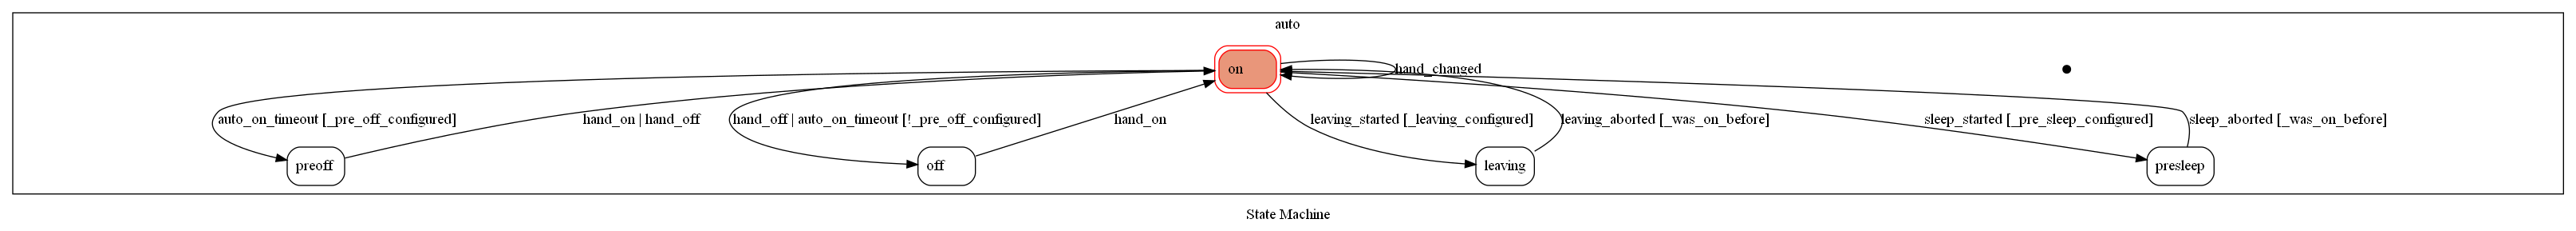 auto
on
hand_changed
auto_on_timeout [_pre_off_configured]
hand_on | hand_off
hand_off | auto_on_timeout [!_pre_off_configured]
hand_on
leaving_started [_leaving_configured]
leaving_aborted [_was_on_before]
sleep_started [_pre_sleep_configured]
sleep_aborted [_was_on_before]
preoff
off
leaving
presleep
State Machine